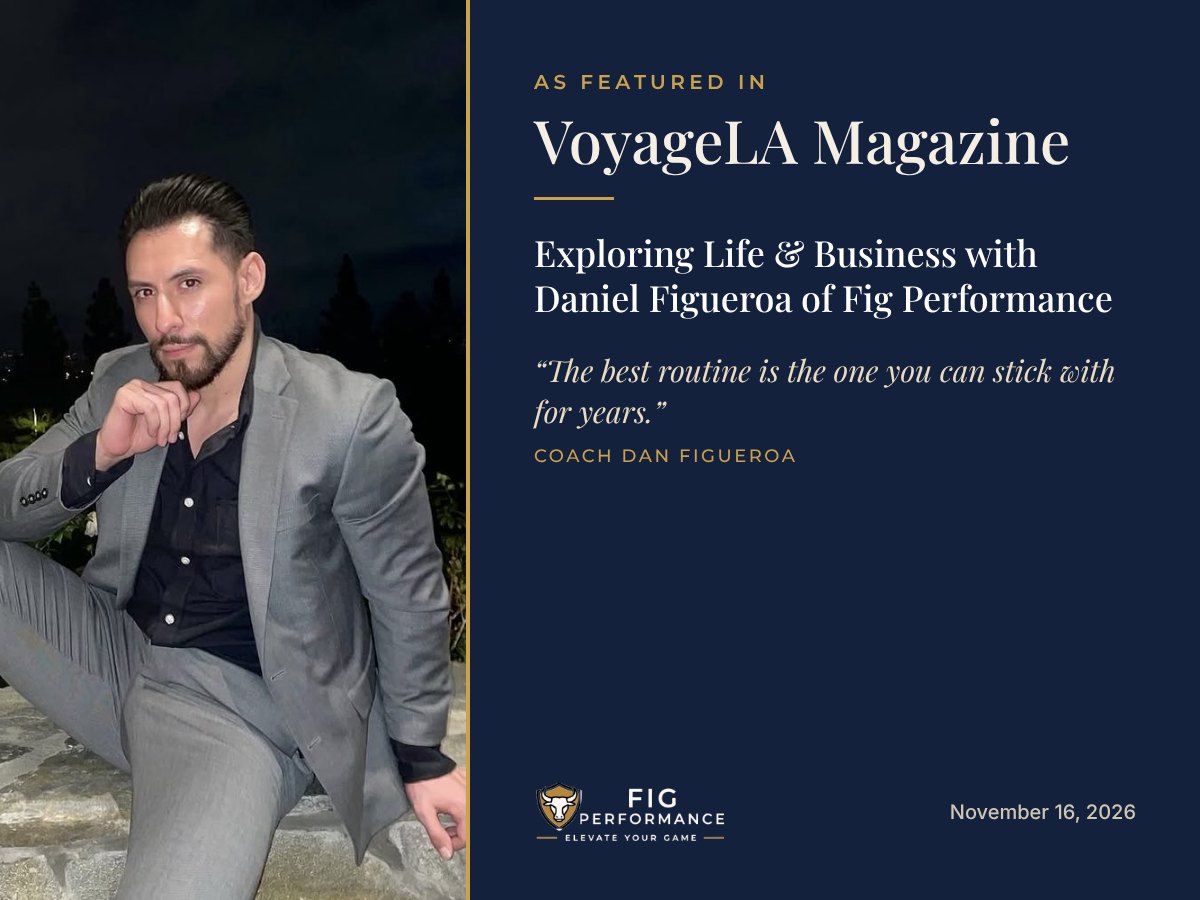 AS FEATURED IN
VoyageLA Magazine
Exploring Life & Business with
Daniel Figueroa of Fig Performance
“The best routine is the one you can stick with
for years.”
COACH DAN FIGUEROA
FIG
PERFORMANCE
ELEVATE YOUR GAME
November 16, 2026